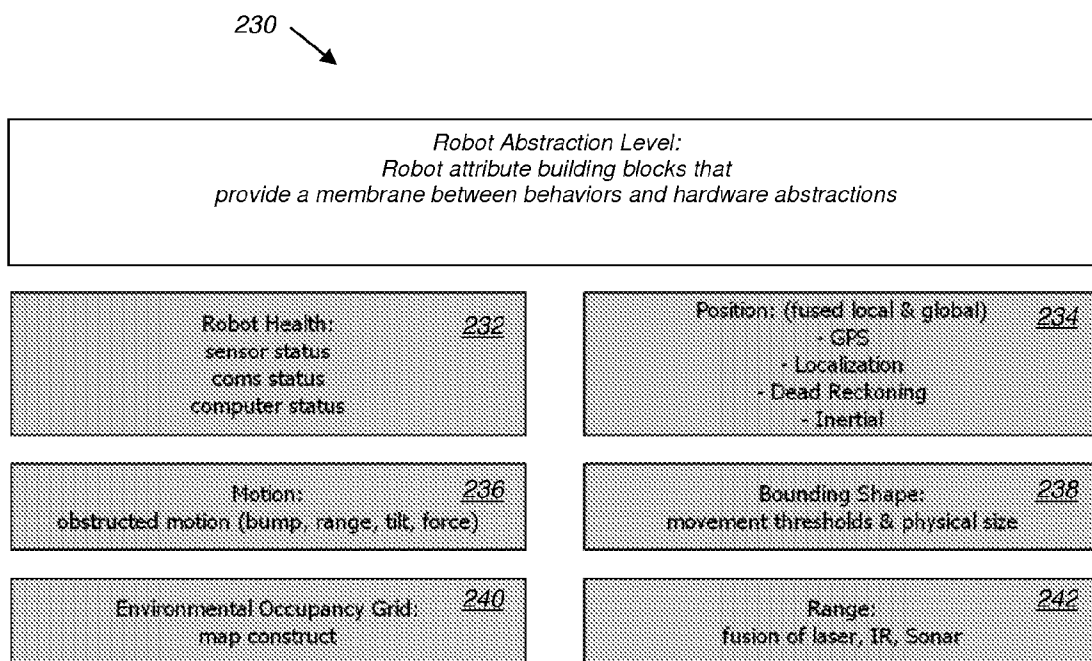 230
Robot Abstraction Level:
Robot attribute building blocks that
provide a membrane between behaviors and hardware abstractions
Robot Health:
232
sensor status
coms status
computer status
Position: (fused local & global)
234
- GPS
- Localization
- Dead Reckoning
- Inertial
Motion:
236
obstructed motion (bump, range, tilt, force)
Bounding Shape:
238
movement thresholds & physical size
Environmental Occupancy Grid:
240
map construct
Range:
242
fusion of laser, IR, Sonar